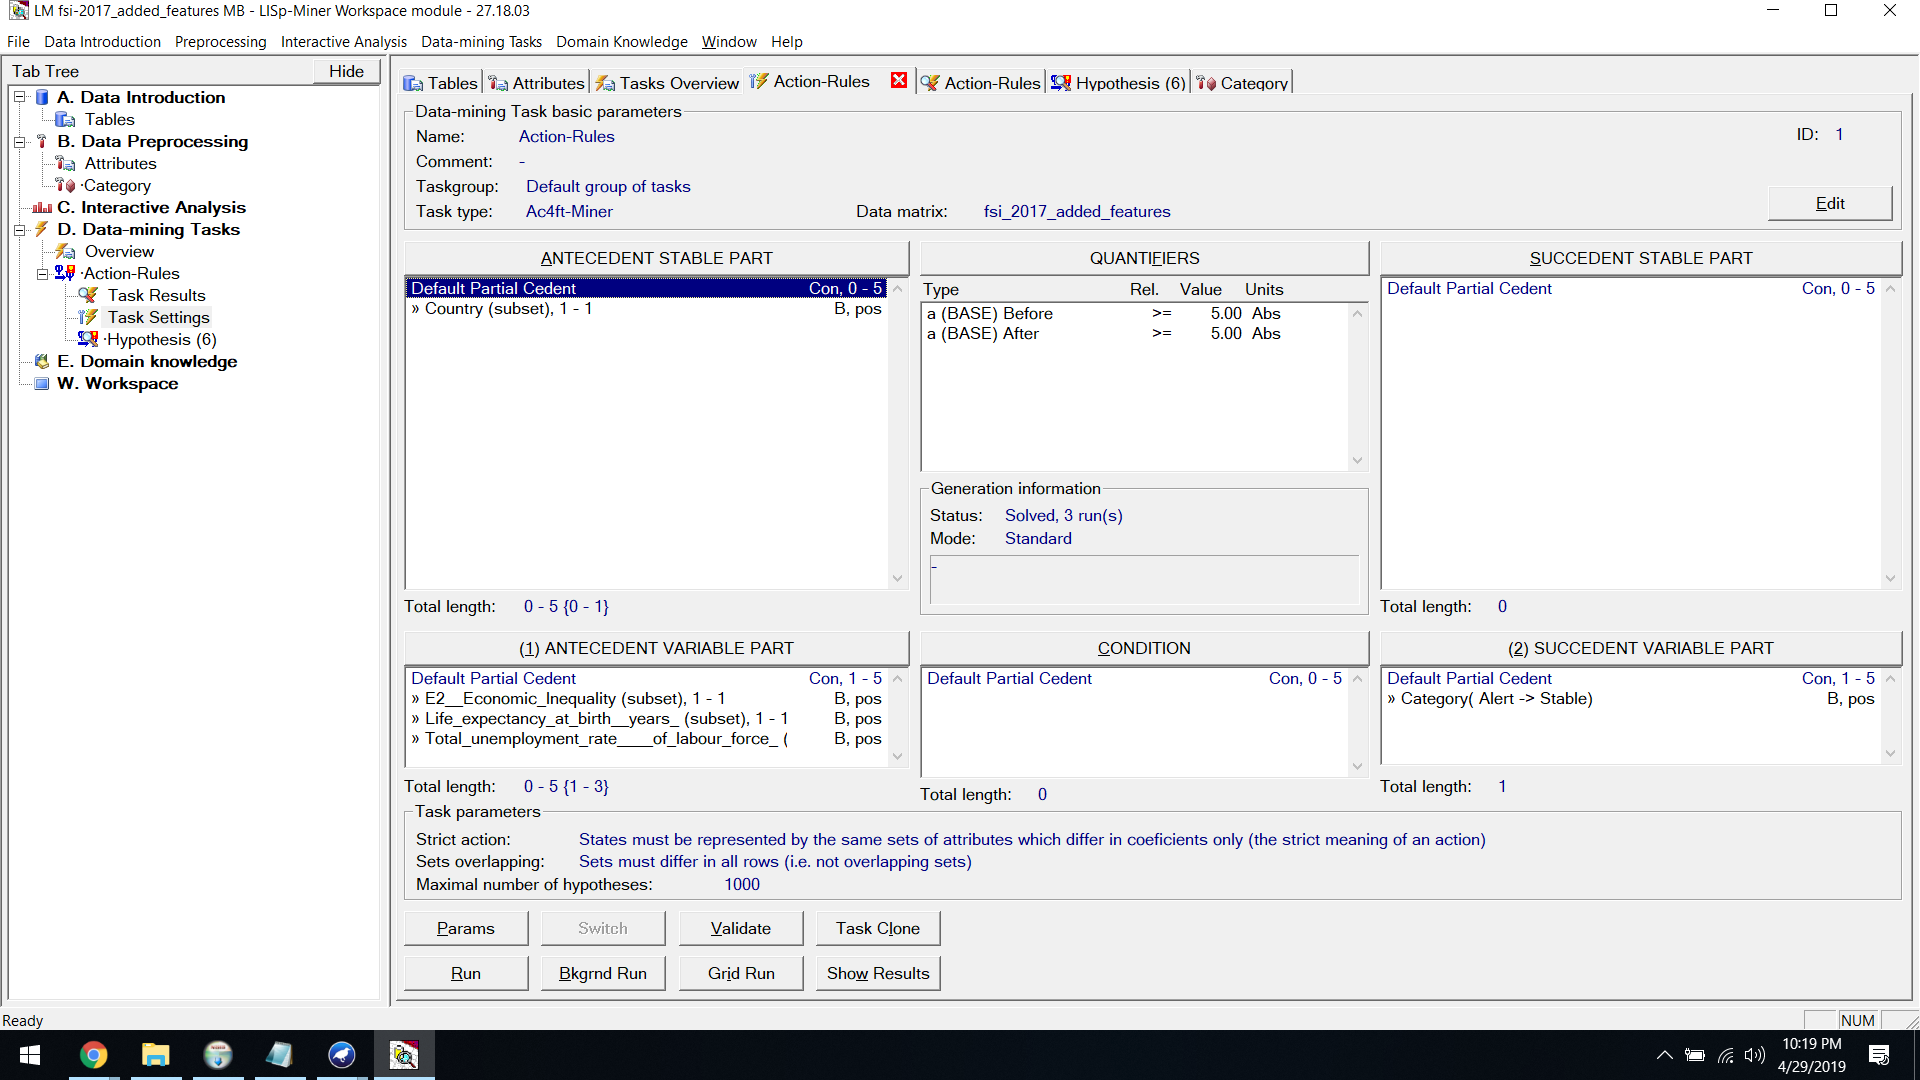 LM fsi-2017_added_features MB - LISp-Miner Workspace module - 27.18.03
File Data Introduction Preprocessing Interactive Analysis Data-mining Tasks Domain Knowledge Window Help
Tab Tree Hide
A. Data Introduction
Tables
B. Data Preprocessing
Attributes
·Category
C. Interactive Analysis
D. Data-mining Tasks
Overview
·Action-Rules
Task Results
Task Settings
·Hypothesis (6)
E. Domain knowledge
W. Workspace
Tables Attributes Tasks Overview Action-Rules Action-Rules Hypothesis (6) Category
Data-mining Task basic parameters
Name: Action-Rules ID: 1
Comment: -
Taskgroup: Default group of tasks
Task type: Ac4ft-Miner Data matrix: fsi_2017_added_features Edit
ANTECEDENT STABLE PART
Default Partial Cedent Con, 0 - 5
» Country (subset), 1 - 1 B, pos
Total length: 0 - 5 {0 - 1}
QUANTIFIERS
Type Rel. Value Units
a (BASE) Before >= 5.00 Abs
a (BASE) After >= 5.00 Abs
Generation information
Status: Solved, 3 run(s)
Mode: Standard
-
SUCCEDENT STABLE PART
Default Partial Cedent Con, 0 - 5
Total length: 0
(1) ANTECEDENT VARIABLE PART
Default Partial Cedent Con, 1 - 5
» E2__Economic_Inequality (subset), 1 - 1 B, pos
» Life_expectancy_at_birth__years_ (subset), 1 - 1 B, pos
» Total_unemployment_rate____of_labour_force_ ( B, pos
Total length: 0 - 5 {1 - 3}
CONDITION
Default Partial Cedent Con, 0 - 5
Total length: 0
(2) SUCCEDENT VARIABLE PART
Default Partial Cedent Con, 1 - 5
» Category( Alert -> Stable) B, pos
Total length: 1
Task parameters
Strict action: States must be represented by the same sets of attributes which differ in coeficients only (the strict meaning of an action)
Sets overlapping: Sets must differ in all rows (i.e. not overlapping sets)
Maximal number of hypotheses: 1000
Params Switch Validate Task Clone
Run Bkgrnd Run Grid Run Show Results
Ready NUM
10:19 PM
4/29/2019